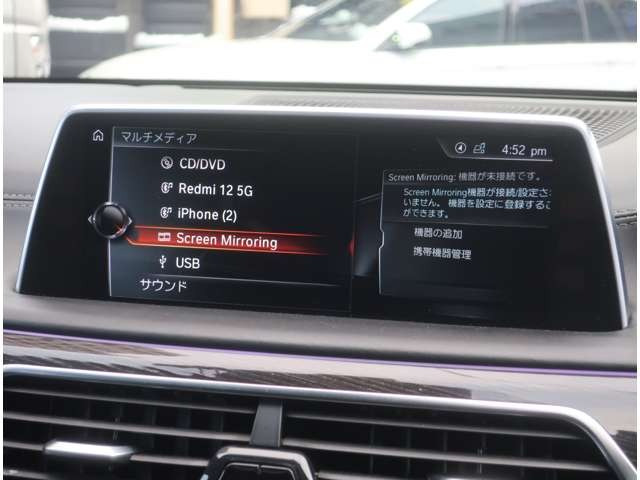 マルチメディア
4:52 pm
CD/DVD
Redmi 12 5G
iPhone (2)
Screen Mirroring
USB
サウンド
Screen Mirroring: 機器が未接続です。
Screen Mirroring機器が接続/設定さ
いません。 機器を設定に登録するこ
ができます。
機器の追加
携帯機器管理